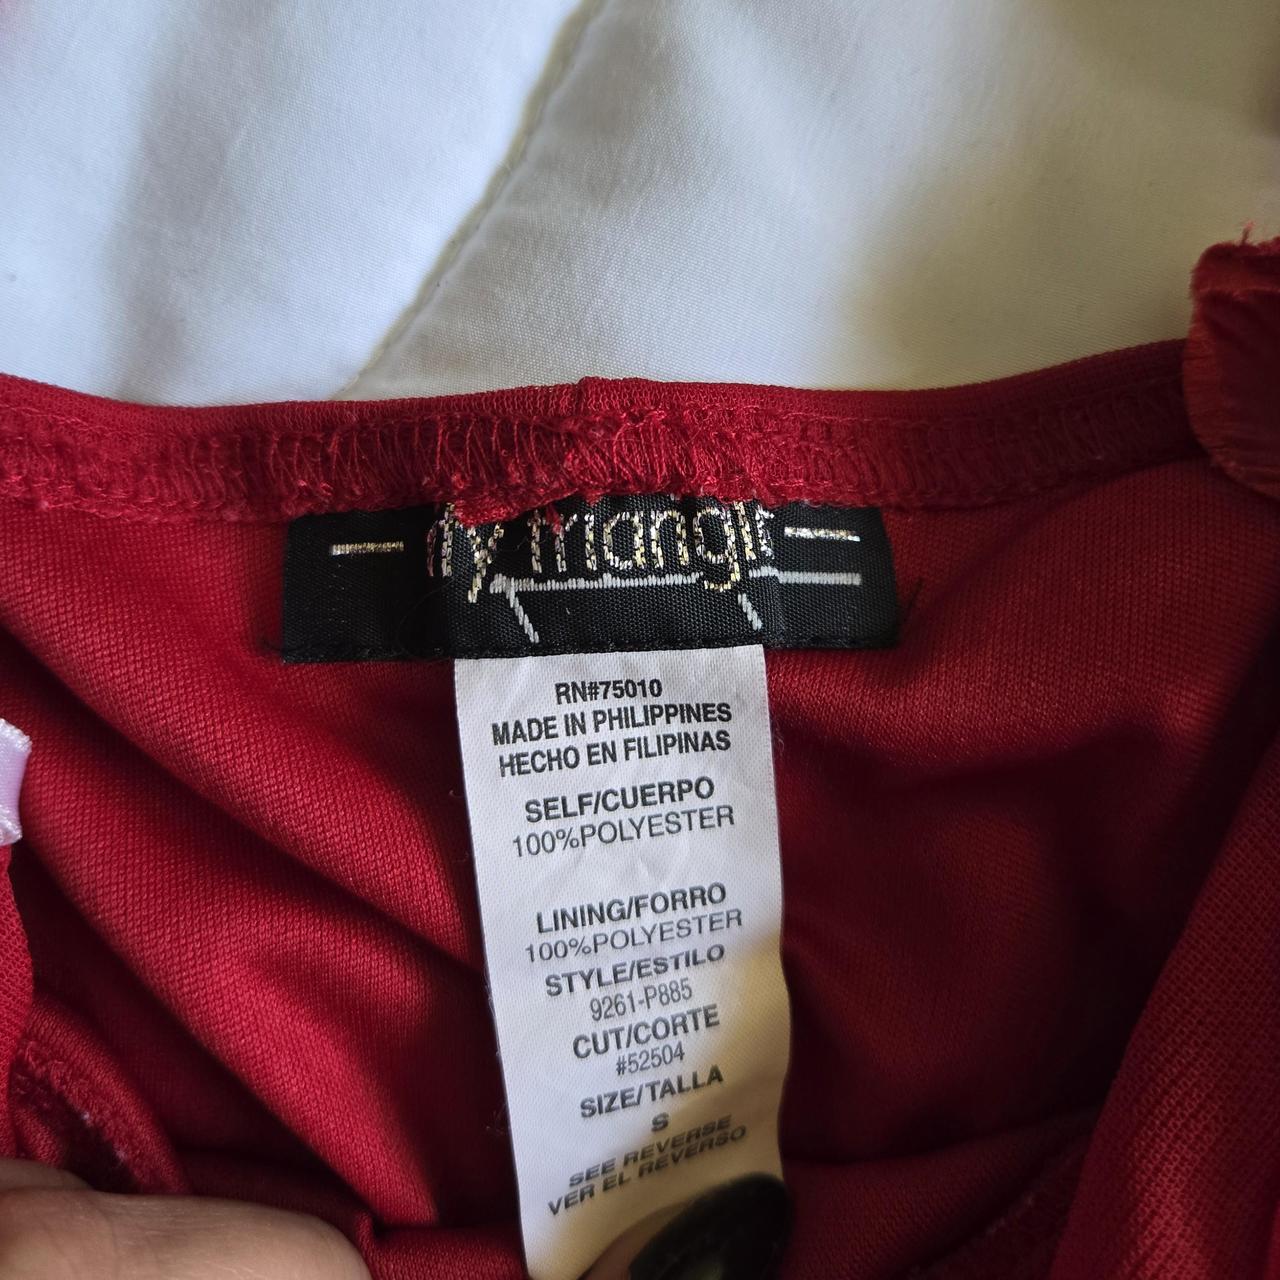 triangle
RN#75010
MADE IN PHILIPPINES
HECHO EN FILIPINAS
SELF/CUERPO
100%POLYESTER
LINING/FORRO
100%POLYESTER
STYLE/ESTILO
9261-P885
CUT/CORTE
#52504
SIZE/TALLA
S
SEE REVERSE
VER EL REVERSO